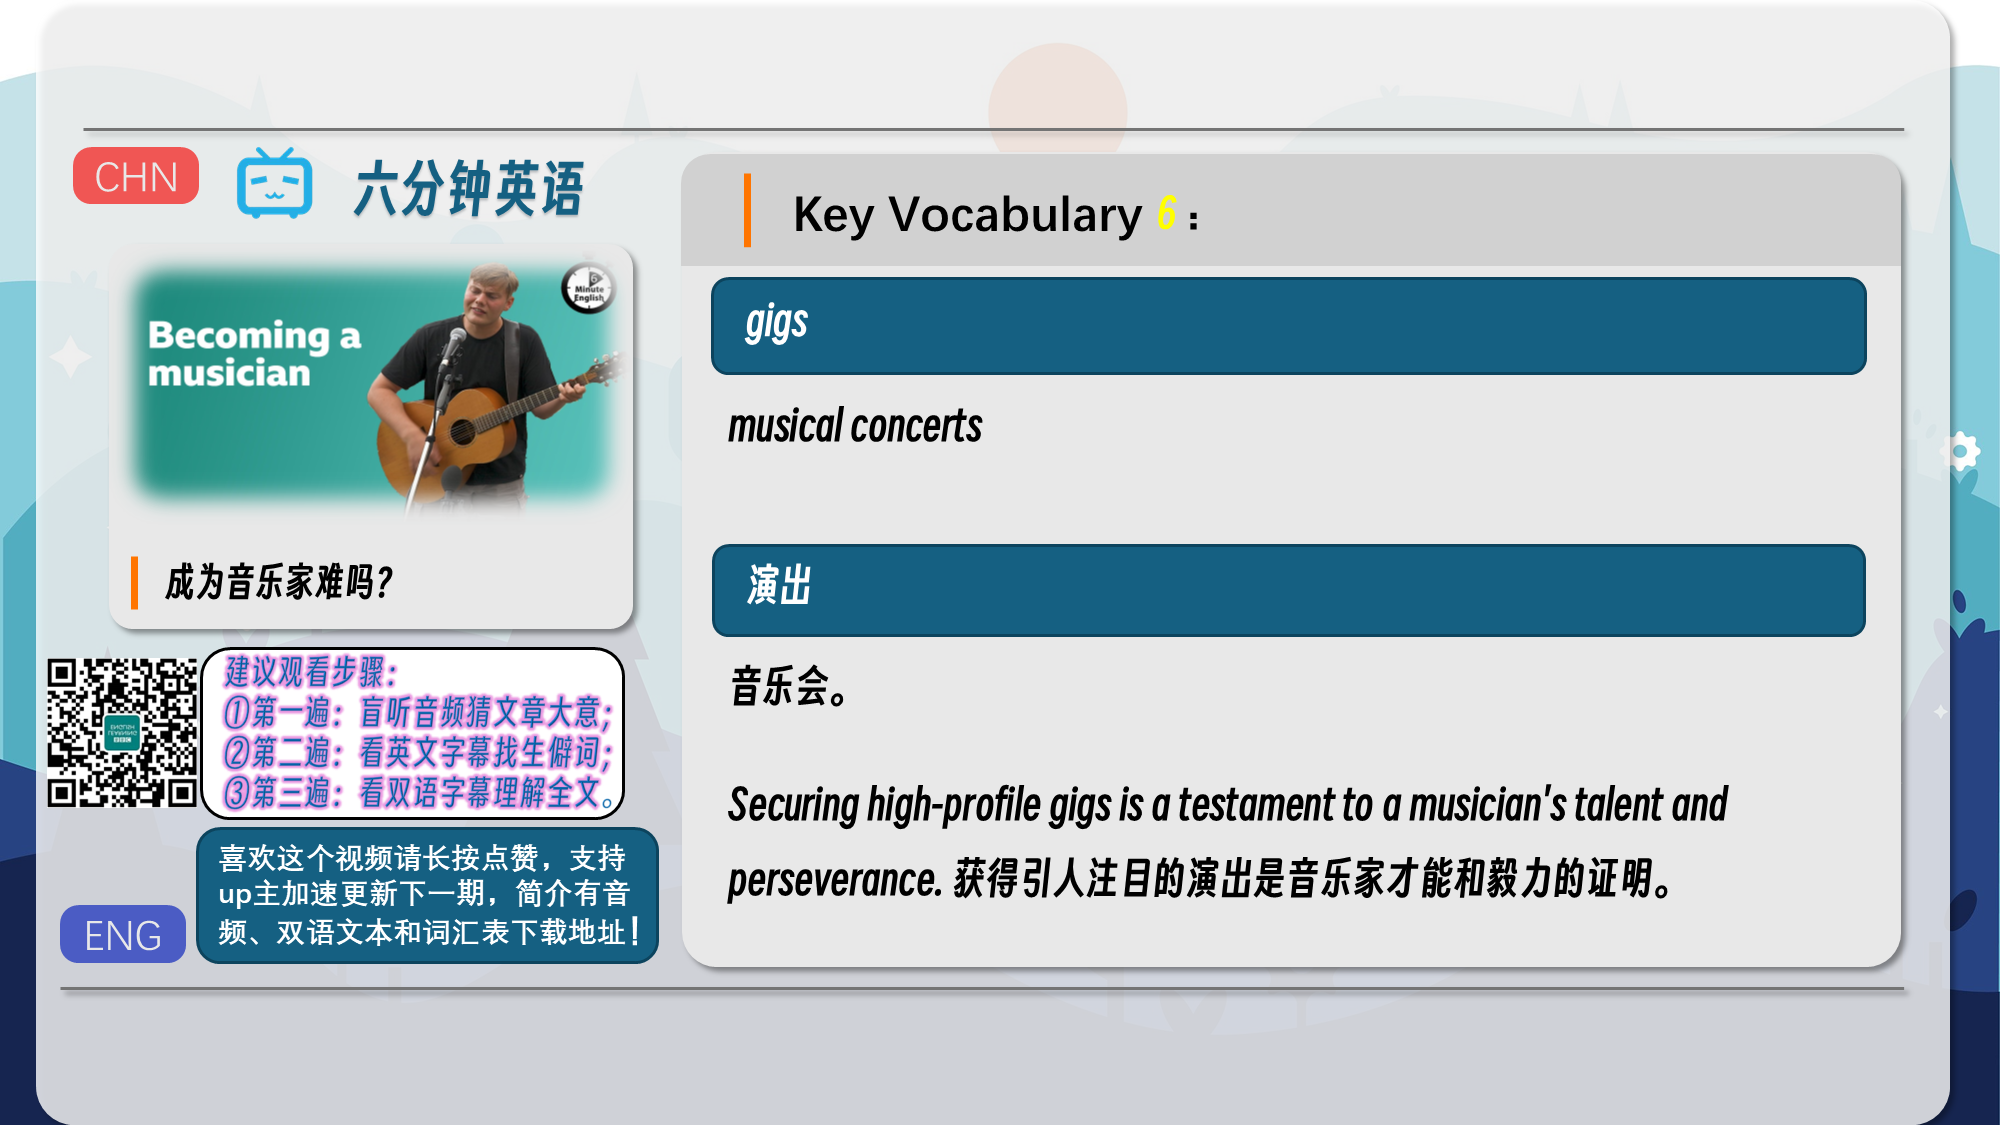 CHN
六分钟英语
Becoming a
musician
6
Minute
English
成为音乐家难吗？
建议观看步骤：
①第一遍：盲听音频猜文章大意；
②第二遍：看英文字幕找生僻词；
③第三遍：看双语字幕理解全文。
喜欢这个视频请长按点赞，支持
up主加速更新下一期，简介有音
频、双语文本和词汇表下载地址！
ENG
Key Vocabulary 6：
gigs
musical concerts
演出
音乐会。
Securing high-profile gigs is a testament to a musician's talent and
perseverance. 获得引人注目的演出是音乐家才能和毅力的证明。